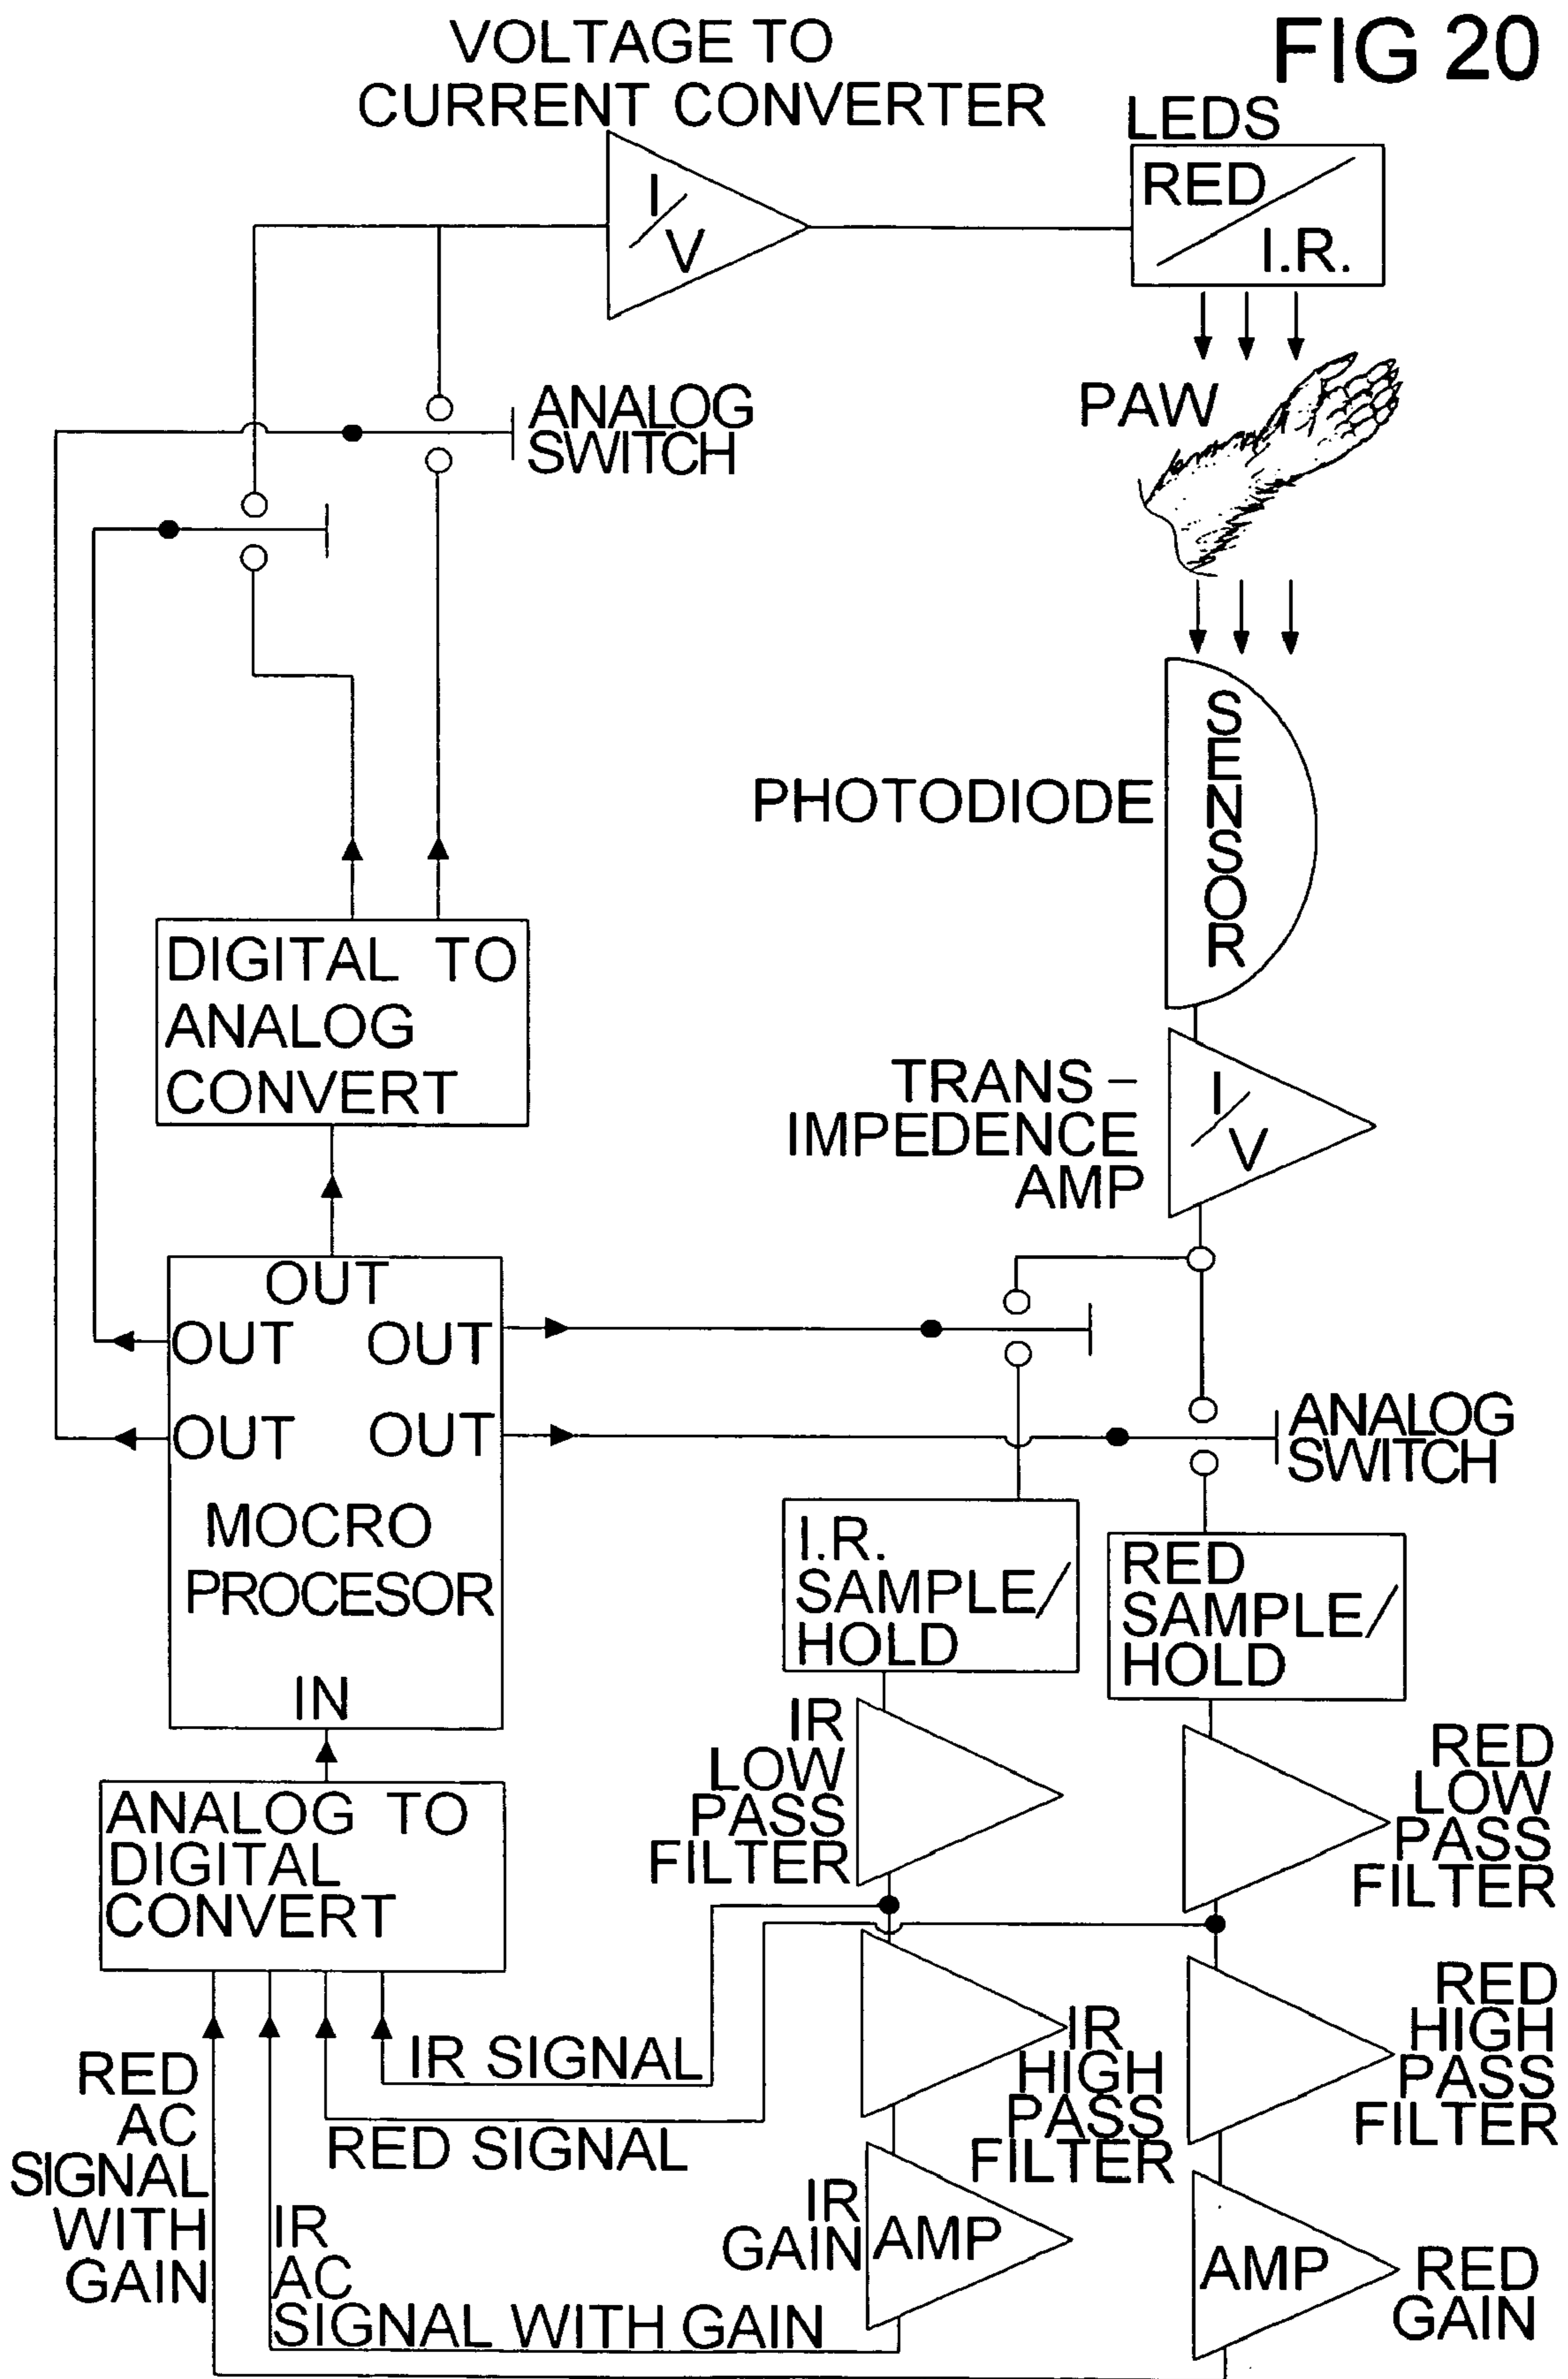 FIG 20
VOLTAGE TO
CURRENT CONVERTER
LEDS
I/V
RED/
I.R.
PAW
ANALOG
SWITCH
SENSOR
PHOTODIODE
DIGITAL TO
ANALOG
CONVERT
TRANS –
IMPEDENCE
AMP
I/V
OUT
OUT OUT
OUT OUT
MOCRO
PROCESOR
IN
ANALOG
SWITCH
I.R.
SAMPLE/
HOLD
RED
SAMPLE/
HOLD
IR
LOW
PASS
FILTER
RED
LOW
PASS
FILTER
ANALOG TO
DIGITAL
CONVERT
IR SIGNAL
RED SIGNAL
IR
HIGH
PASS
FILTER
RED
HIGH
PASS
FILTER
RED
AC
SIGNAL
WITH
GAIN
IR
AC
SIGNAL WITH GAIN
IR
GAIN
AMP
AMP
RED
GAIN